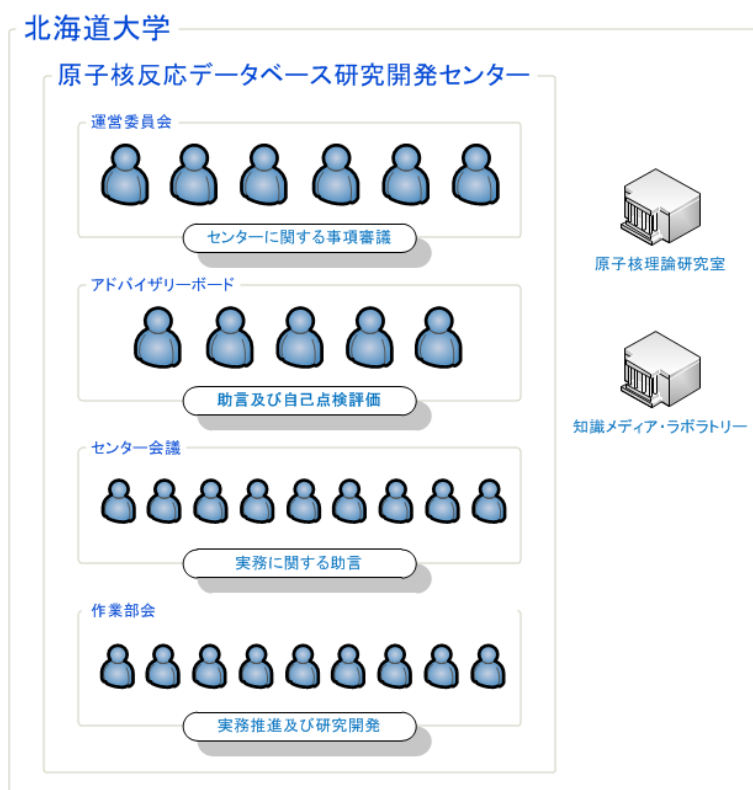 北海道大学
原子核反応データベース研究開発センター
運営委員会
センターに関する事項審議
アドバイザリーボード
助言及び自己点検評価
センター会議
実務に関する助言
作業部会
実務推進及び研究開発
原子核理論研究室
知識メディア・ラボラトリー